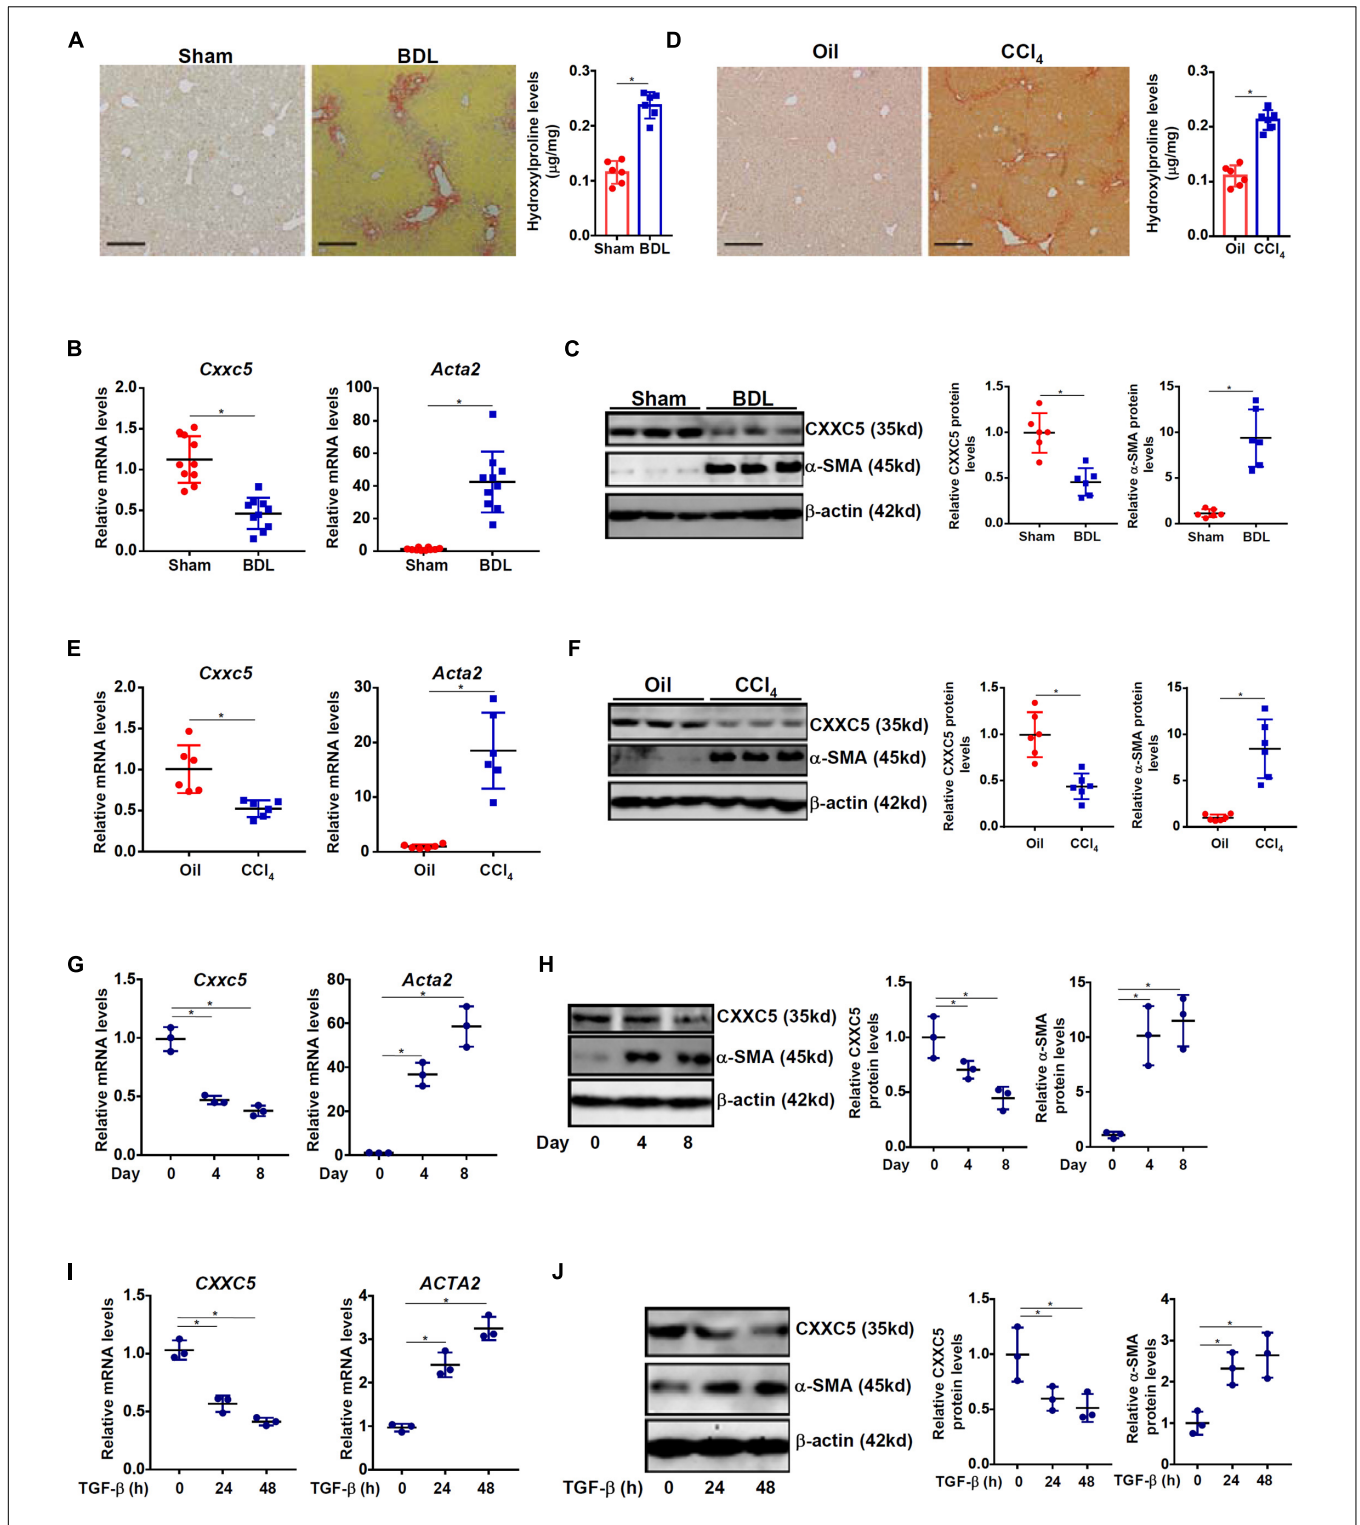 A
Sham
BDL
Hydroxylproline levels
(μg/mg)
0.3
0.2
0.1
0.0
*
Sham BDL
D
Oil
CCl4
Hydroxylproline levels
(μg/mg)
0.3
0.2
0.1
0.0
*
Oil CCl4
B
Cxxc5
Relative mRNA levels
2.0
1.5
1.0
0.5
0.0
*
Sham BDL
Acta2
Relative mRNA levels
100
80
60
40
20
0
*
Sham BDL
C
Sham BDL
CXXC5 (35kd)
α-SMA (45kd)
β-actin (42kd)
Relative CXXC5 protein
levels
1.5
1.0
0.5
0.0
*
Sham BDL
Relative α-SMA protein
levels
15
10
5
0
*
Sham BDL
E
Cxxc5
Relative mRNA levels
2.0
1.5
1.0
0.5
0.0
*
Oil CCl4
Acta2
Relative mRNA levels
30
20
10
0
*
Oil CCl4
F
Oil CCl4
CXXC5 (35kd)
α-SMA (45kd)
β-actin (42kd)
Relative CXXC5 protein
levels
1.5
1.0
0.5
0.0
*
Oil CCl4
Relative α-SMA protein
levels
15
10
5
0
*
Oil CCl4
G
Cxxc5
Relative mRNA levels
1.5
1.0
0.5
0.0
*
*
Day 0 4 8
Acta2
Relative mRNA levels
80
60
40
20
0
*
*
Day 0 4 8
H
CXXC5 (35kd)
α-SMA (45kd)
β-actin (42kd)
Day 0 4 8
Relative CXXC5
protein levels
1.5
1.0
0.5
0.0
*
*
Day 0 4 8
Relative α-SMA
protein levels
15
10
5
0
*
*
Day 0 4 8
I
CXXC5
Relative mRNA levels
1.5
1.0
0.5
0.0
*
*
TGF-β (h) 0 24 48
ACTA2
Relative mRNA levels
4
3
2
1
0
*
*
TGF-β (h) 0 24 48
J
CXXC5 (35kd)
α-SMA (45kd)
β-actin (42kd)
TGF-β (h) 0 24 48
Relative CXXC5
protein levels
1.5
1.0
0.5
0.0
*
*
TGF-β (h) 0 24 48
Relative α-SMA
protein levels
4
3
2
1
0
*
*
TGF-β (h) 0 24 48